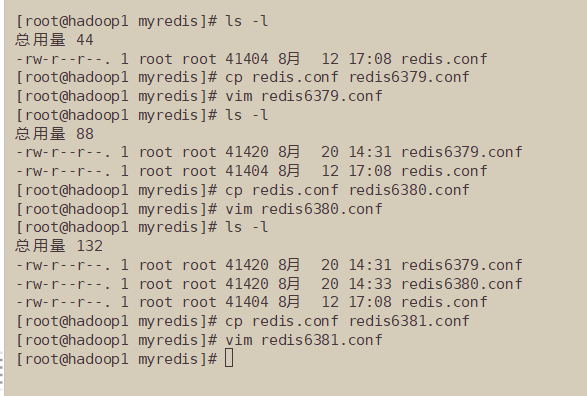 [root@hadoop1 myredis]# ls -l
总用量 44
-rw-r--r--. 1 root root 41404 8月  12 17:08 redis.conf
[root@hadoop1 myredis]# cp redis.conf redis6379.conf
[root@hadoop1 myredis]# vim redis6379.conf
[root@hadoop1 myredis]# ls -l
总用量 88
-rw-r--r--. 1 root root 41420 8月  20 14:31 redis6379.conf
-rw-r--r--. 1 root root 41404 8月  12 17:08 redis.conf
[root@hadoop1 myredis]# cp redis.conf redis6380.conf
[root@hadoop1 myredis]# vim redis6380.conf
[root@hadoop1 myredis]# ls -l
总用量 132
-rw-r--r--. 1 root root 41420 8月  20 14:31 redis6379.conf
-rw-r--r--. 1 root root 41420 8月  20 14:33 redis6380.conf
-rw-r--r--. 1 root root 41404 8月  12 17:08 redis.conf
[root@hadoop1 myredis]# cp redis.conf redis6381.conf
[root@hadoop1 myredis]# vim redis6381.conf
[root@hadoop1 myredis]#